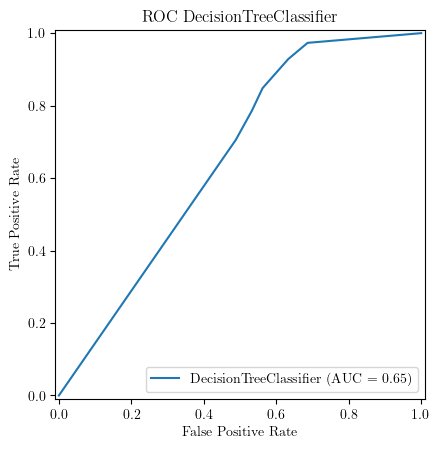 ROC DecisionTreeClassifier
1.0
0.8
0.6
0.4
0.2
0.0
True Positive Rate
DecisionTreeClassifier (AUC = 0.65)
0.0 0.2 0.4 0.6 0.8 1.0
False Positive Rate